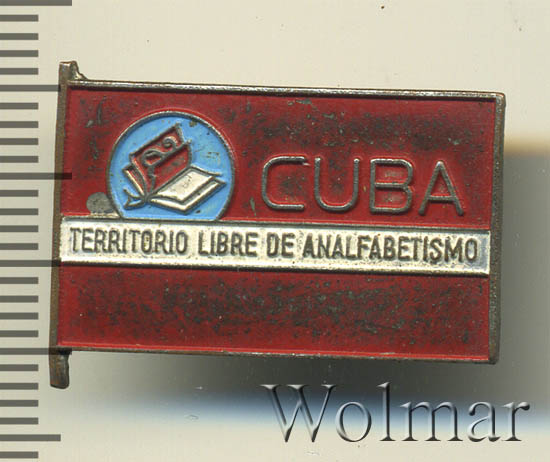 CUBA
TERRITORIO LIBRE DE ANALFABETISMO
Wolmar